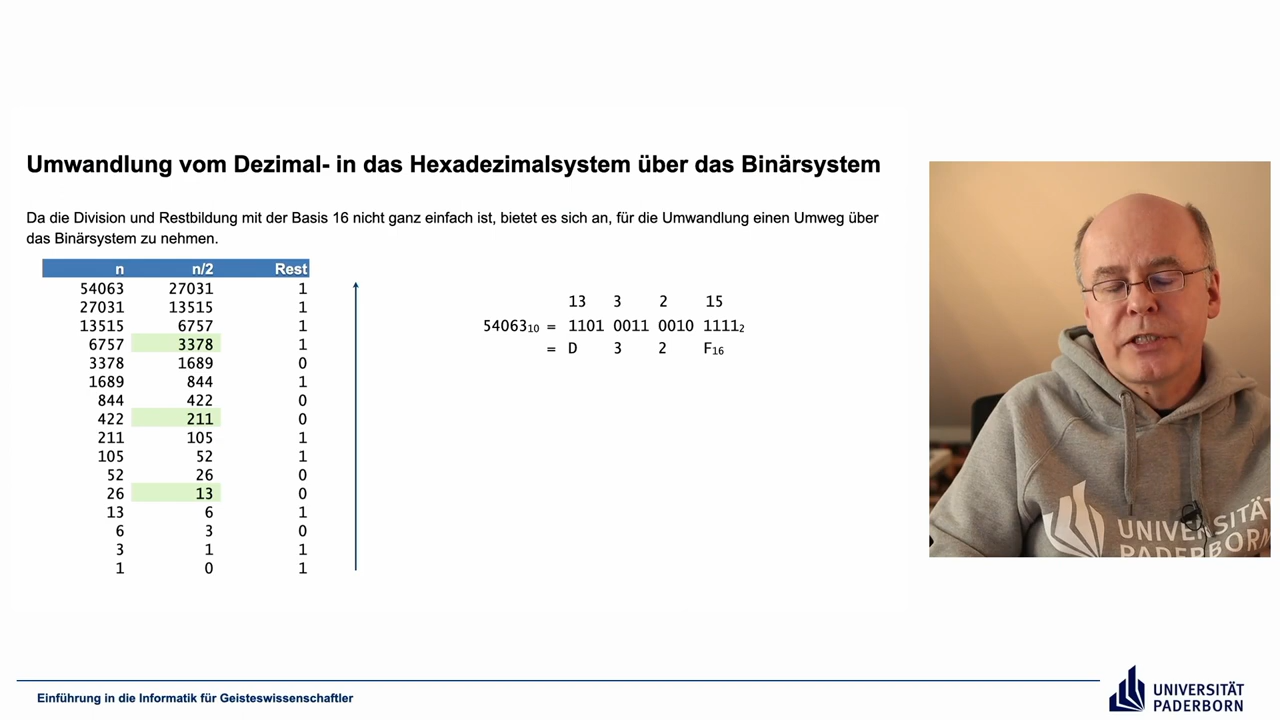 Umwandlung vom Dezimal- in das Hexadezimalsystem über das Binärsystem
Da die Division und Restbildung mit der Basis 16 nicht ganz einfach ist, bietet es sich an, für die Umwandlung einen Umweg über
das Binärsystem zu nehmen.
n n/2 Rest
54063 27031 1
27031 13515 1
13515 6757 1
6757 3378 1
3378 1689 0
1689 844 1
844 422 0
422 211 0
211 105 1
105 52 1
52 26 0
26 13 0
13 6 1
6 3 0
3 1 1
1 0 1
13 3 2 15
54063₁₀ = 1101 0011 0010 1111₂
= D 3 2 F₁₆
UNIVERSITÄT
PADERBORN
Einführung in die Informatik für Geisteswissenschaftler
UNIVERSITÄT
PADERBORN